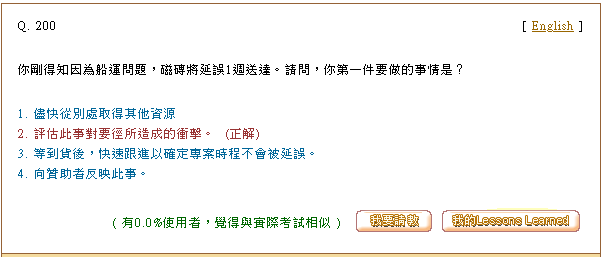 Q. 200 [ English ]
你剛得知因為船運問題，磁磚將延誤1週送達。請問，你第一件要做的事情是？
1. 儘快從別處取得其他資源
2. 評估此事對要徑所造成的衝擊。 (正解)
3. 等到貨後，快速跟進以確定專案時程不會被延誤。
4. 向贊助者反映此事。
( 有0.0%使用者，覺得與實際考試相似 ) 我要請教 我的Lessons Learned